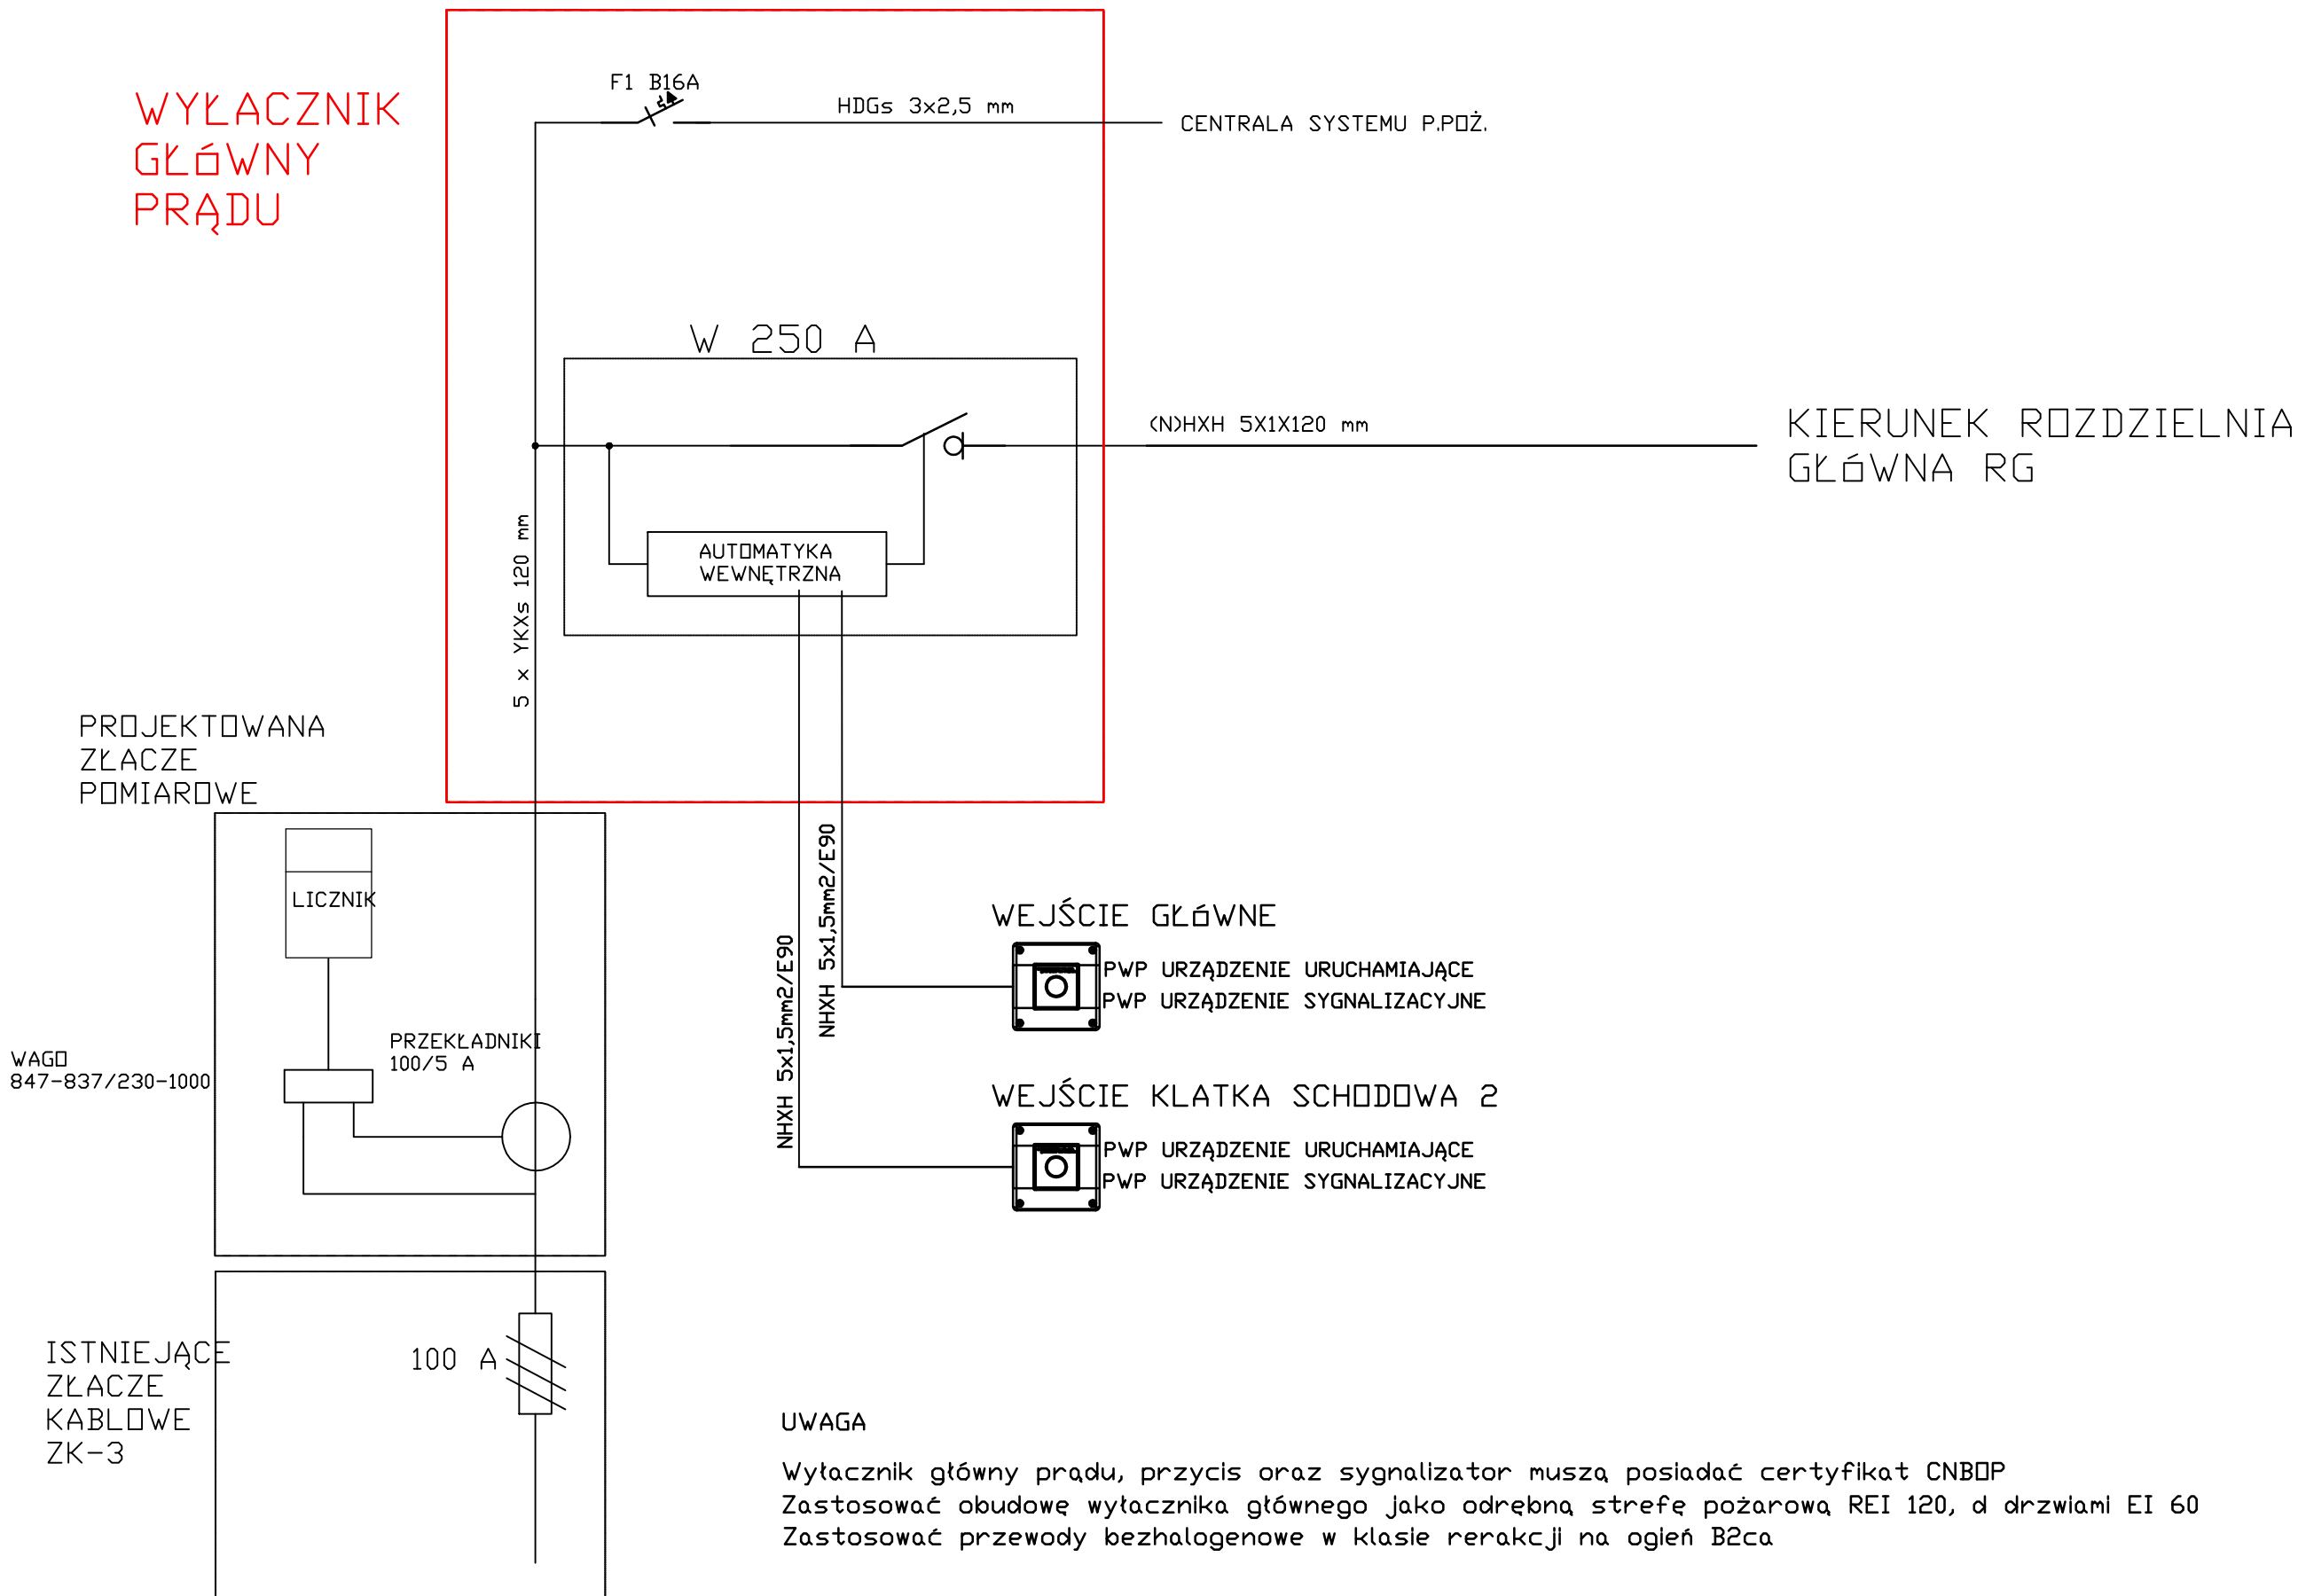 WYŁACZNIK
GŁóWNY
PRĄDU
F1 B16A
HDGs 3x2,5 mm
CENTRALA SYSTEMU P.POŻ.
W 250 A
(N)HXH 5X1X120 mm
KIERUNEK ROZDZIELNIA
GŁóWNA RG
AUTOMATYKA
WEWNĘTRZNA
5 x YKXs 120 mm
PROJEKTOWANA
ZŁACZE
POMIAROWE
LICZNIK
NHXH 5x1,5mm2/E90
NHXH 5x1,5mm2/E90
WEJŚCIE GŁóWNE
PWP URZĄDZENIE URUCHAMIAJĄCE
PWP URZĄDZENIE SYGNALIZACYJNE
WAGO
847-837/230-1000
PRZEKŁADNIKI
100/5 A
WEJŚCIE KLATKA SCHODOWA 2
PWP URZĄDZENIE URUCHAMIAJĄCE
PWP URZĄDZENIE SYGNALIZACYJNE
ISTNIEJĄCE
ZŁACZE
KABLOWE
ZK-3
100 A
UWAGA
Wyłacznik główny prądu, przycis oraz sygnalizator muszą posiadać certyfikat CNBOP
Zastosować obudowę wyłacznika głównego jako odrębną strefę pożarową REI 120, d drzwiami EI 60
Zastosować przewody bezhalogenowe w klasie rerakcji na ogień B2ca